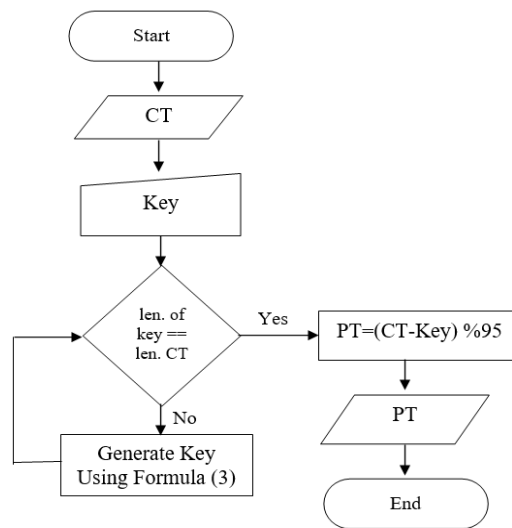 Start
CT
Key
len. of
key ==
len. CT
Yes
No
Generate Key
Using Formula (3)
PT=(CT-Key) %95
PT
End